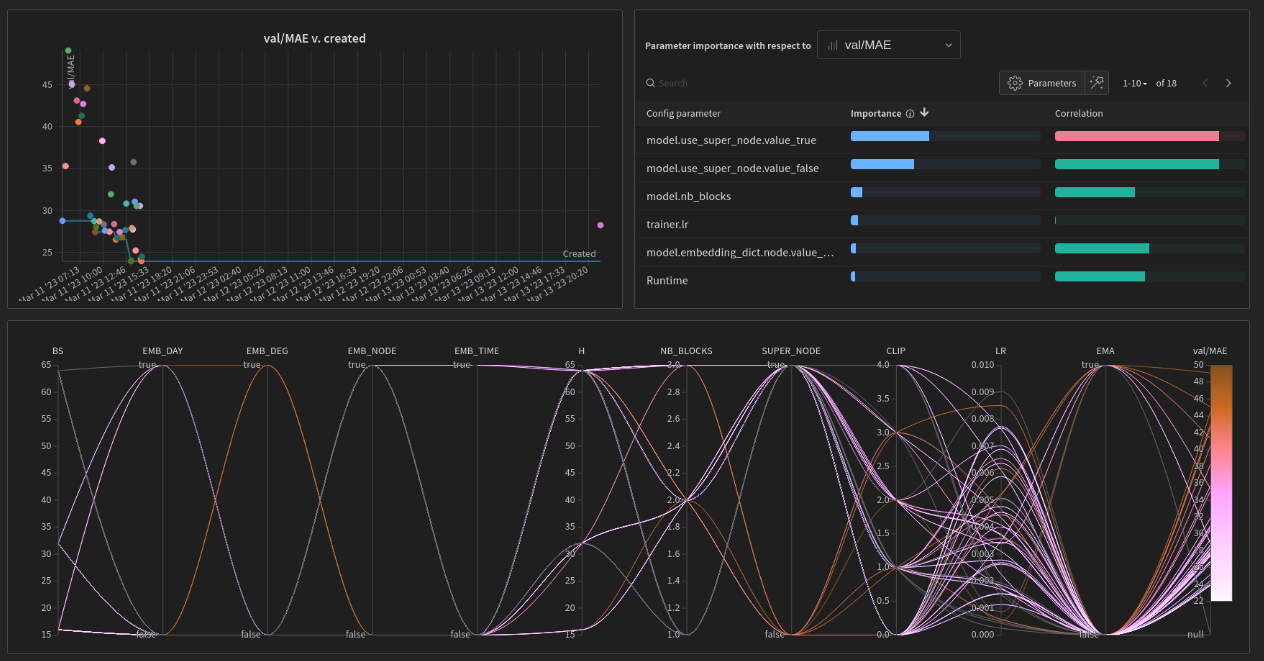 val/MAE v. created
val/MAE
45
40
35
30
25
Created
Mar 11 '23 07:13
Mar 11 '23 10:00
Mar 11 '23 12:46
Mar 11 '23 15:33
Mar 11 '23 18:20
Mar 11 '23 21:06
Mar 11 '23 23:53
Mar 12 '23 02:40
Mar 12 '23 05:26
Mar 12 '23 08:13
Mar 12 '23 11:00
Mar 12 '23 13:46
Mar 12 '23 16:33
Mar 12 '23 19:20
Mar 12 '23 22:06
Mar 13 '23 00:53
Mar 13 '23 03:40
Mar 13 '23 06:26
Mar 13 '23 09:13
Mar 13 '23 12:00
Mar 13 '23 14:46
Mar 13 '23 17:33
Mar 13 '23 20:20
Parameter importance with respect to val/MAE
Search Parameters 1-10 of 18
Config parameter Importance Correlation
model.use_super_node.value_true
model.use_super_node.value_false
model.nb_blocks
trainer.lr
model.embedding_dict.node.value_...
Runtime
BS EMB_DAY EMB_DEG EMB_NODE EMB_TIME H NB_BLOCKS SUPER_NODE CLIP LR EMA val/MAE
65
60
55
50
45
40
35
30
25
20
15
true
false
true
false
true
false
true
false
65
60
55
50
45
40
35
30
25
20
15
3.0
2.8
2.6
2.4
2.2
2.0
1.8
1.6
1.4
1.2
1.0
true
false
4.0
3.5
3.0
2.5
2.0
1.5
1.0
0.5
0.0
0.010
0.009
0.008
0.007
0.006
0.005
0.004
0.003
0.002
0.001
0.000
true
false
50
48
46
44
42
40
38
36
34
32
30
28
24
22
null